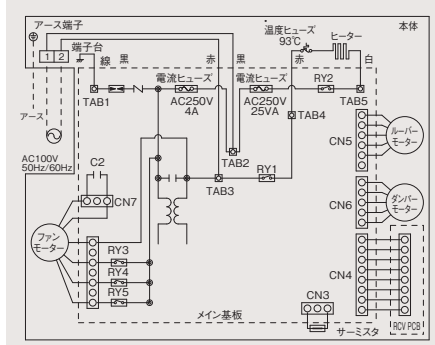 アース端子
端子台
1 2
線 黒
赤 黒
温度ヒューズ
93℃
ヒーター
本体
赤
白
電流ヒューズ
電流ヒューズ
RY2
TAB1
AC250V
4A
AC250V
25VA
TAB5
アース
TAB4
CN5
ルーバー
モーター
AC100V
50Hz/60Hz
TAB2
C2
RY1
TAB3
CN7
CN6
ダンパー
モーター
ファン
モーター
RY3
RY4
RY5
CN4
CN3
メイン基板
サーミスタ
RCV PCB